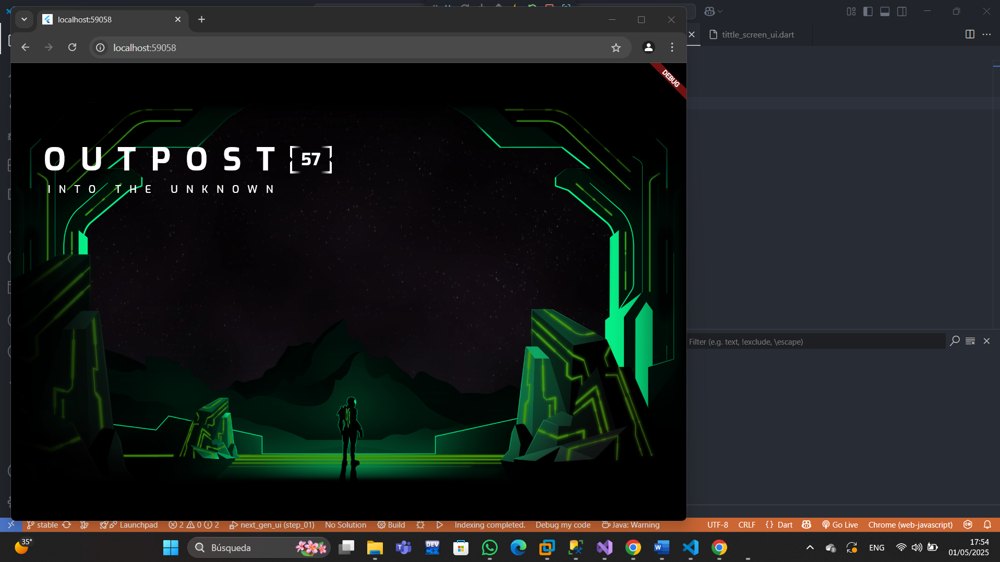 localhost:59058
tittle_screen_ui.dart
localhost:59058
DEBUG
OUTPOST 57
INTO THE UNKNOWN
Filter (e.g. text, !exclude, \escape)
stable Launchpad 2 0 2 next_gen_ui (step_01) No Solution Build Indexing completed. Debug my code Java: Warning UTF-8 CRLF {} Dart Go Live Chrome (web-javascript)
35°
Búsqueda
DEV
C++
W
ENG
17:54
01/05/2025